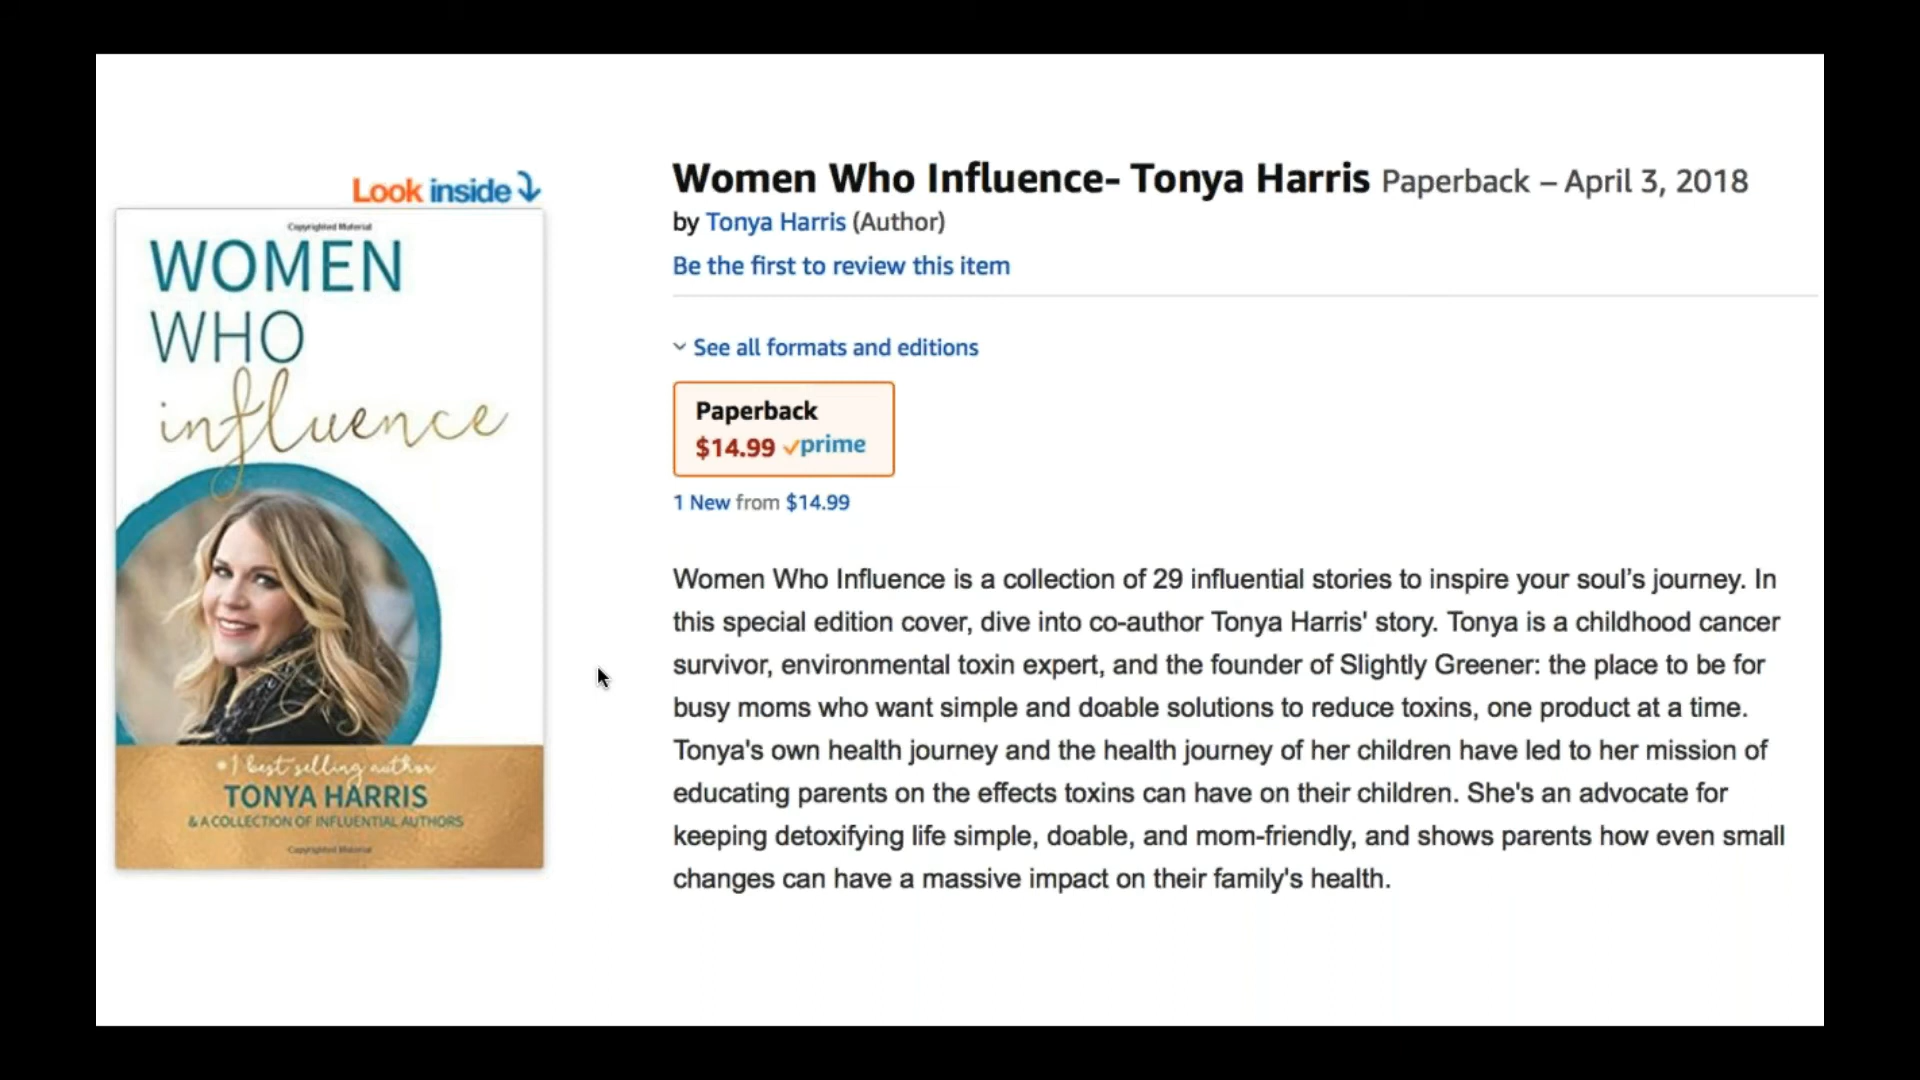 Look inside
Copyrighted Material
WOMEN
WHO
influence
#1 best selling author
TONYA HARRIS
& A COLLECTION OF INFLUENTIAL AUTHORS
Copyrighted Material
Women Who Influence- Tonya Harris Paperback – April 3, 2018
by Tonya Harris (Author)
Be the first to review this item
See all formats and editions
Paperback
$14.99 prime
1 New from $14.99
Women Who Influence is a collection of 29 influential stories to inspire your soul’s journey. In
this special edition cover, dive into co-author Tonya Harris' story. Tonya is a childhood cancer
survivor, environmental toxin expert, and the founder of Slightly Greener: the place to be for
busy moms who want simple and doable solutions to reduce toxins, one product at a time.
Tonya's own health journey and the health journey of her children have led to her mission of
educating parents on the effects toxins can have on their children. She's an advocate for
keeping detoxifying life simple, doable, and mom-friendly, and shows parents how even small
changes can have a massive impact on their family's health.